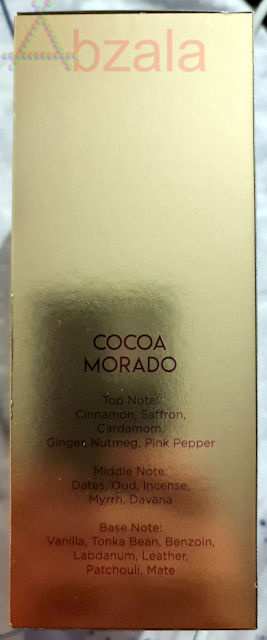 Abzala
COCOA
MORADO
Top Note:
Cinnamon, Saffron,
Cardamom,
Ginger, Nutmeg, Pink Pepper
Middle Note:
Dates, Oud, Incense,
Myrrh, Davana
Base Note:
Vanilla, Tonka Bean, Benzoin,
Labdanum, Leather,
Patchouli, Mate